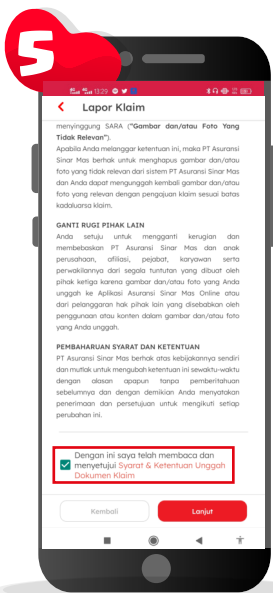 5
13:29
Lapor Klaim
menyinggung SARA ("Gambar dan/atau Foto Yang
Tidak Relevan").
Apabila Anda melanggar ketentuan ini, maka PT Asuransi
Sinar Mas berhak untuk menghapus gambar dan/atau
foto yang tidak relevan dari sistem PT Asuransi Sinar Mas
dan Anda dapat mengunggah kembali gambar dan/atau
foto yang relevan dengan pengajuan klaim sesuai batas
kadaluarsa klaim.
GANTI RUGI PIHAK LAIN
Anda setuju untuk mengganti kerugian dan
membebaskan PT Asuransi Sinar Mas dan anak
perusahaan, afiliasi, pejabat, karyawan serta
perwakilannya dari segala tuntutan yang dibuat oleh
pihak ketiga karena gambar dan/atau foto yang Anda
unggah ke Aplikasi Asuransi Sinar Mas Online atau
dari pelanggaran hak pihak lain yang disebabkan oleh
penggunaan atau konten dalam gambar dan/atau foto
yang Anda unggah.
PEMBAHARUAN SYARAT DAN KETENTUAN
PT Asuransi Sinar Mas berhak atas kebijakannya sendiri
dan mutlak untuk mengubah ketentuan ini sewaktu-waktu
dengan alasan apapun tanpa pemberitahuan
sebelumnya dan dengan demikian Anda menyatakan
penerimaan dan persetujuan untuk mengikuti setiap
perubahan ini.
Dengan ini saya telah membaca dan
menyetujui Syarat & Ketentuan Unggah
Dokumen Klaim
Kembali
Lanjut